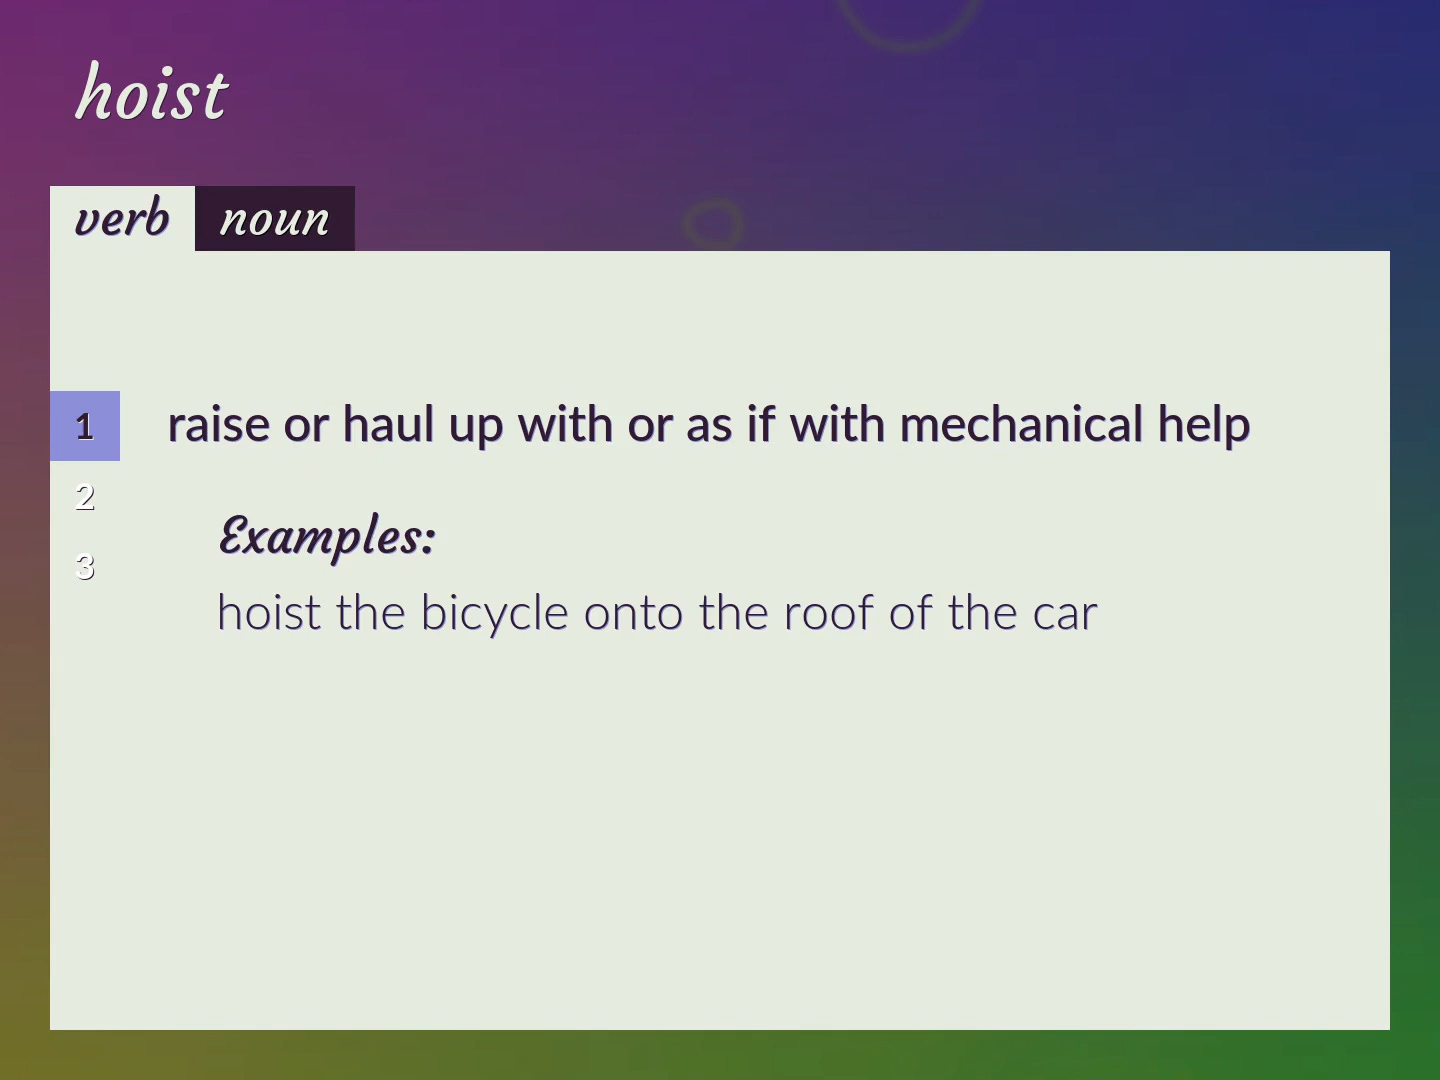 hoist
verb noun
1 raise or haul up with or as if with mechanical help
2
Examples:
3
hoist the bicycle onto the roof of the car